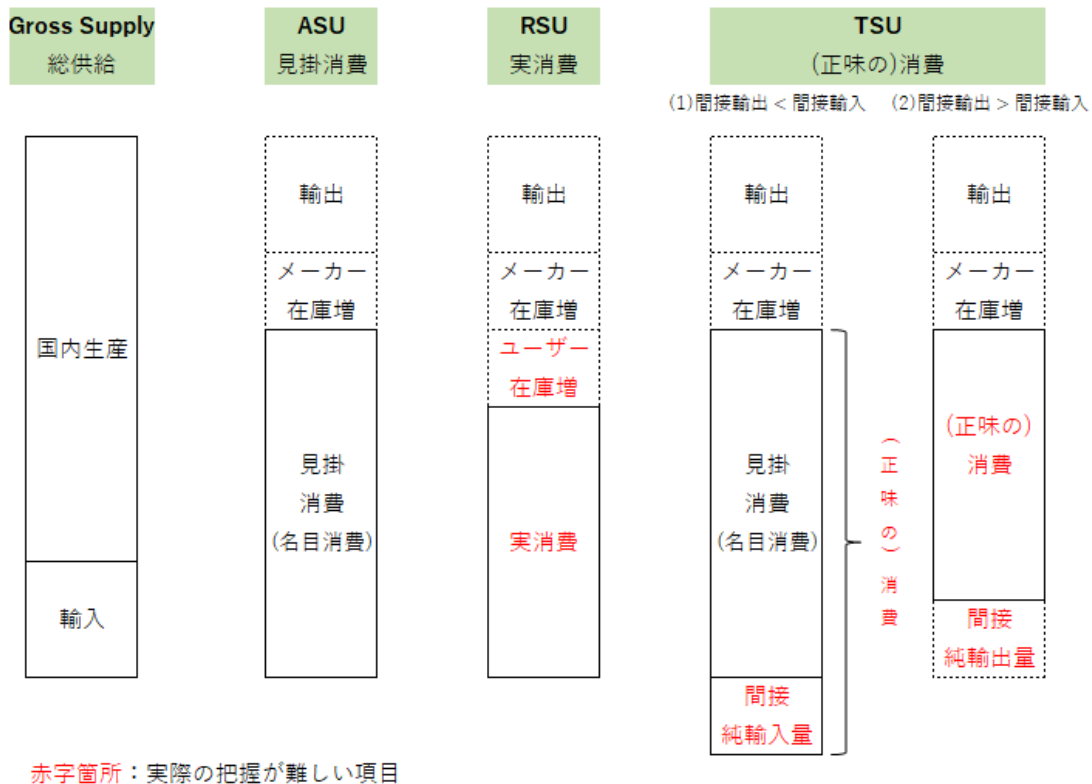 Gross Supply
総供給
ASU
見掛消費
RSU
実消費
TSU
(正味の)消費
(1)間接輸出 < 間接輸入
(2)間接輸出 > 間接輸入
国内生産
輸入
輸出
メーカー
在庫増
見掛
消費
(名目消費)
輸出
メーカー
在庫増
ユーザー
在庫増
実消費
輸出
メーカー
在庫増
見掛
消費
(名目消費)
間接
純輸入量
(正味の)消費
輸出
メーカー
在庫増
(正味の)
消費
間接
純輸出量
赤字箇所：実際の把握が難しい項目